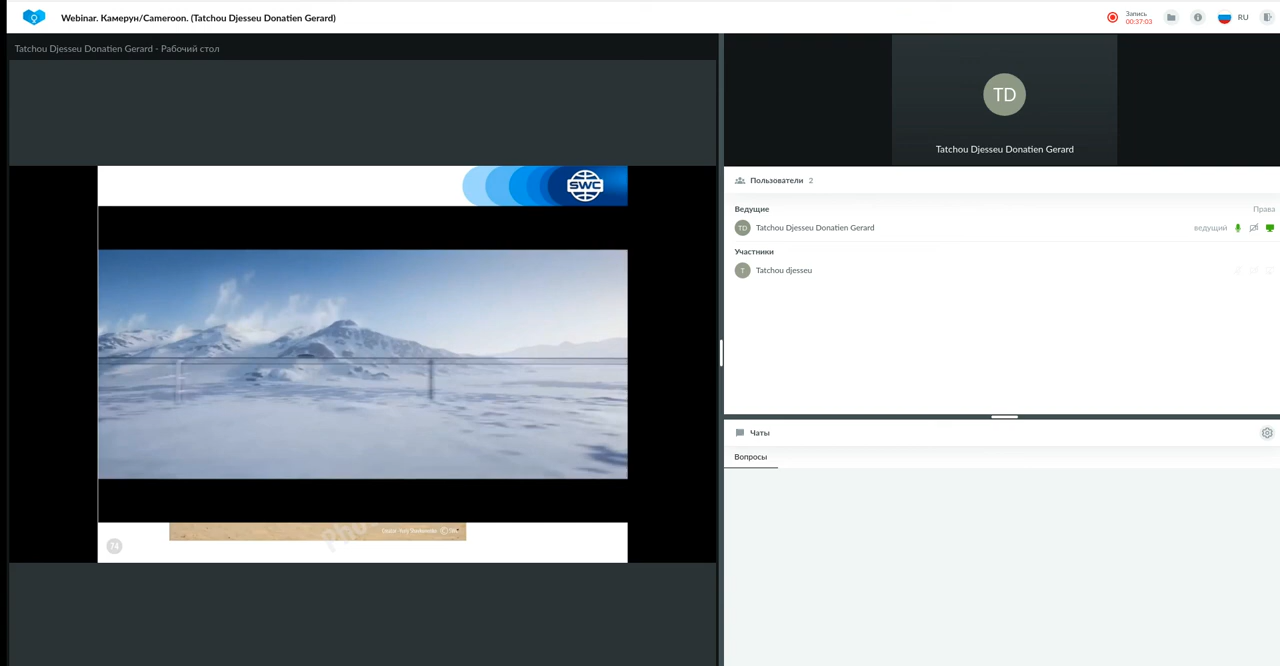 Webinar. Камерун/Cameroon. (Tatchou Djesseu Donatien Gerard)
Запись
00:37:03
RU
Tatchou Djesseu Donatien Gerard - Рабочий стол
TD
Tatchou Djesseu Donatien Gerard
SWC
Пользователи 2
Ведущие Права
TD Tatchou Djesseu Donatien Gerard ведущий
Участники
T Tatchou djesseu
Чаты
Вопросы
74